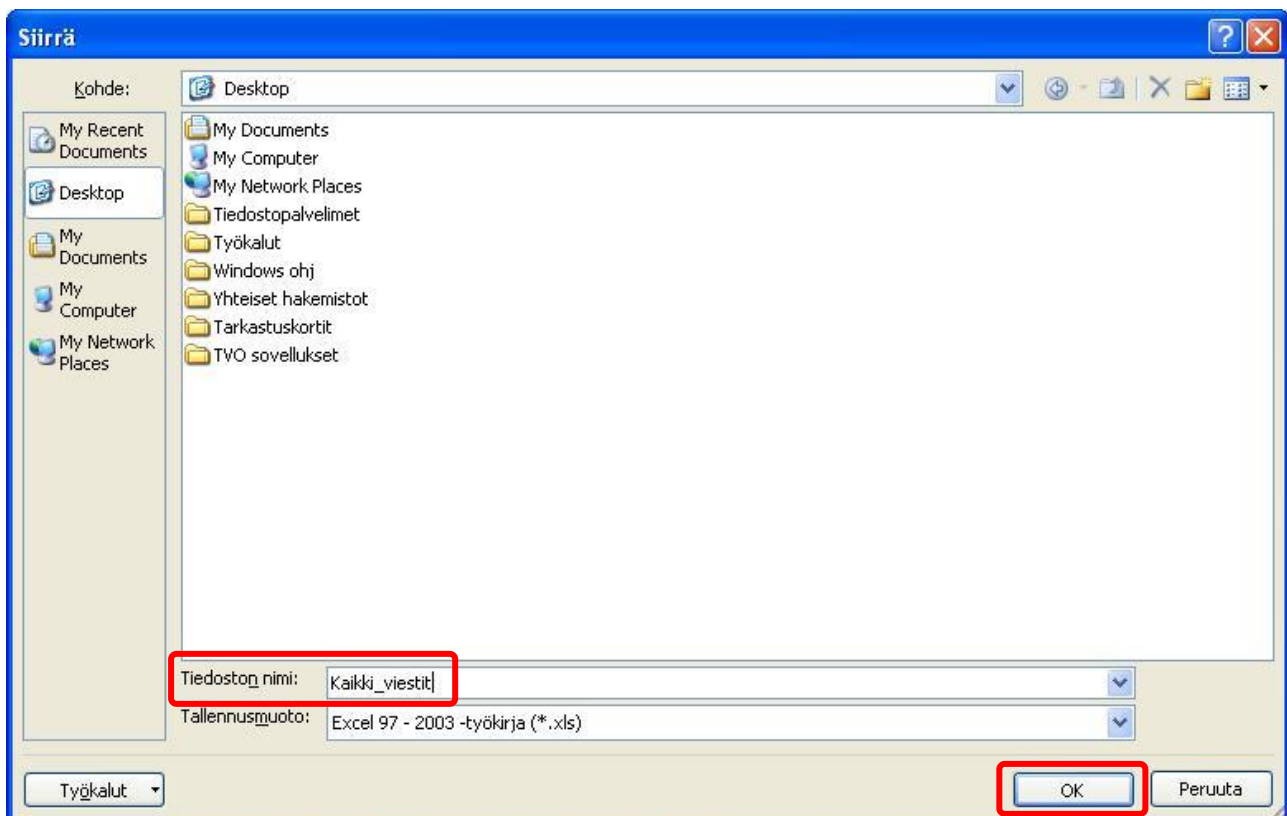 Siirrä
Kohde:
Desktop
My Recent
Documents
Desktop
My
Documents
My
Computer
My Network
Places
My Documents
My Computer
My Network Places
Tiedostopalvelimet
Työkalut
Windows ohj
Yhteiset hakemistot
Tarkastuskortit
TVO sovellukset
Tiedoston nimi:
Kaikki_viestit
Tallennusmuoto:
Excel 97 - 2003 -työkirja (*.xls)
Työkalut
OK
Peruuta